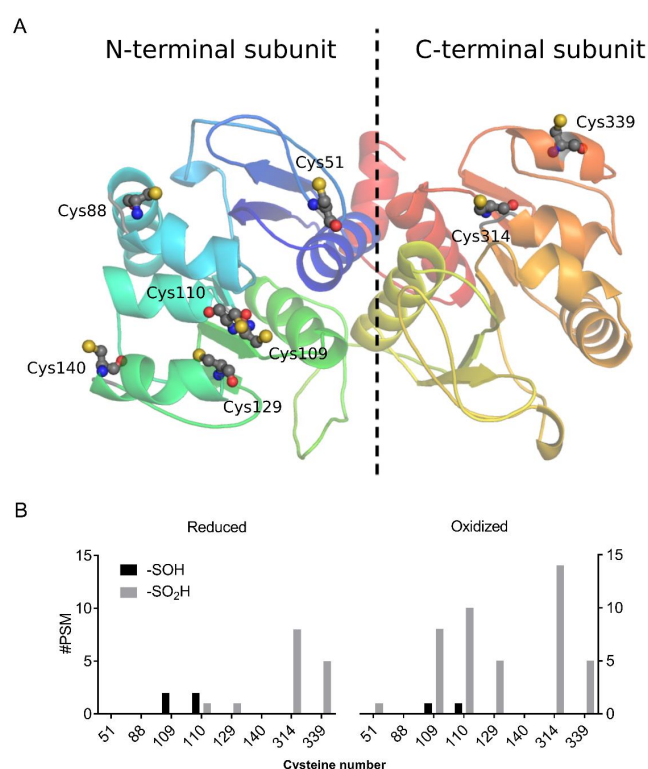 A
N-terminal subunit
C-terminal subunit
Cys51
Cys339
Cys88
Cys314
Cys110
Cys140
Cys109
Cys129
B
Reduced
Oxidized
15
10
5
0
#PSM
-SOH
-SO₂H
15
10
5
0
51
88
109
110
129
140
314
339
51
88
109
110
129
140
314
339
Cysteine number